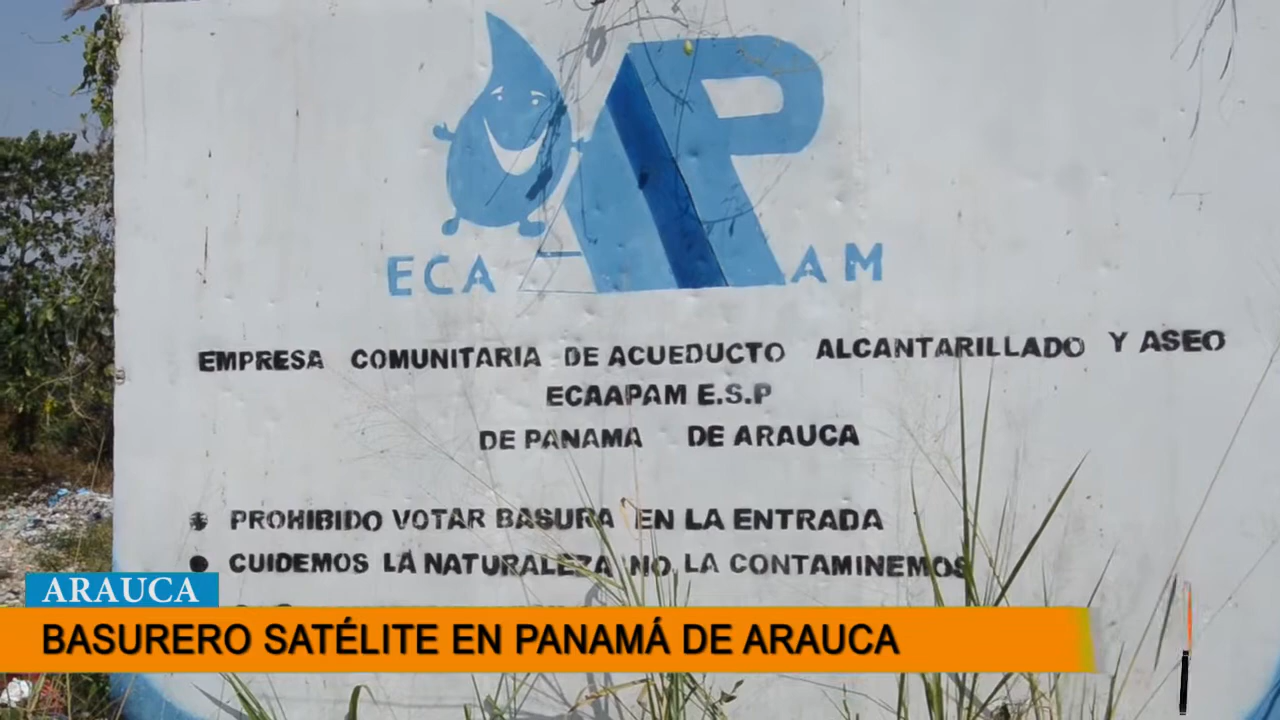 ECA AP AM
EMPRESA COMUNITARIA DE ACUEDUCTO ALCANTARILLADO Y ASEO
ECAAPAM E.S.P
DE PANAMA DE ARAUCA
PROHIBIDO VOTAR BASURA EN LA ENTRADA
CUIDEMOS LA NATURALEZA NO LA CONTAMINEMOS
ARAUCA
BASURERO SATÉLITE EN PANAMÁ DE ARAUCA